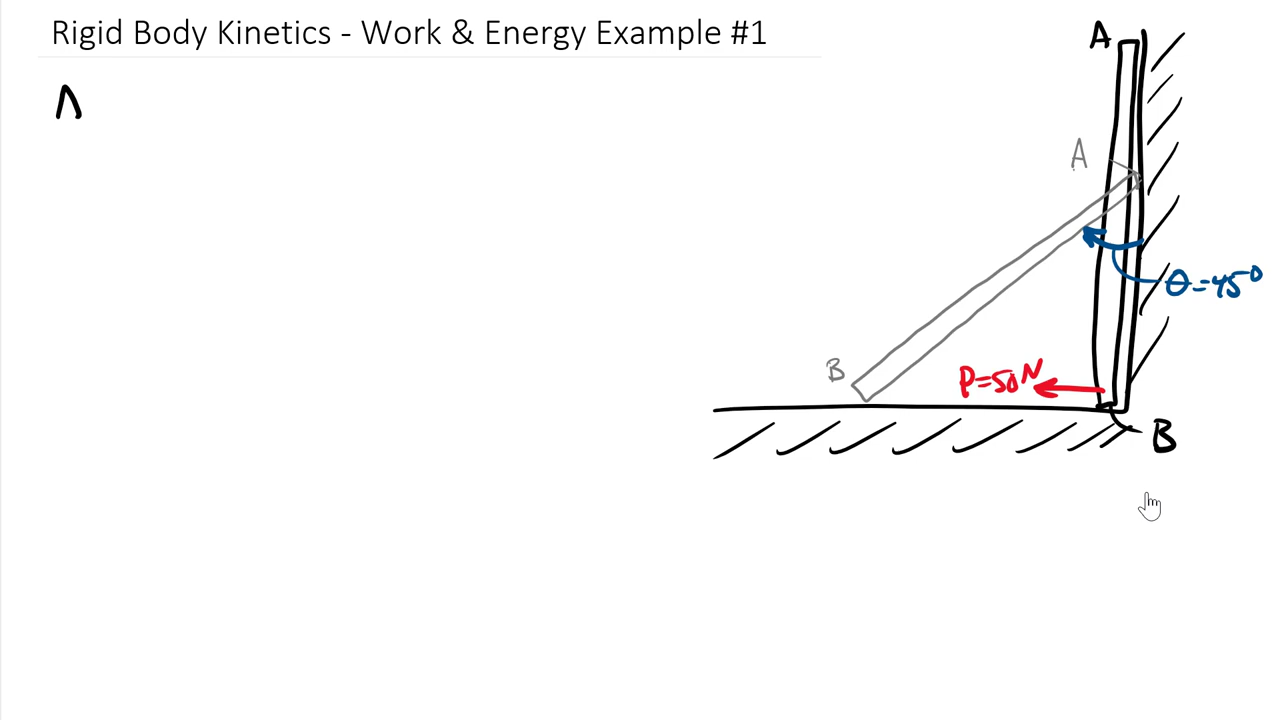 Rigid Body Kinetics - Work & Energy Example #1
A
A
θ=45°
B
P=50N
B